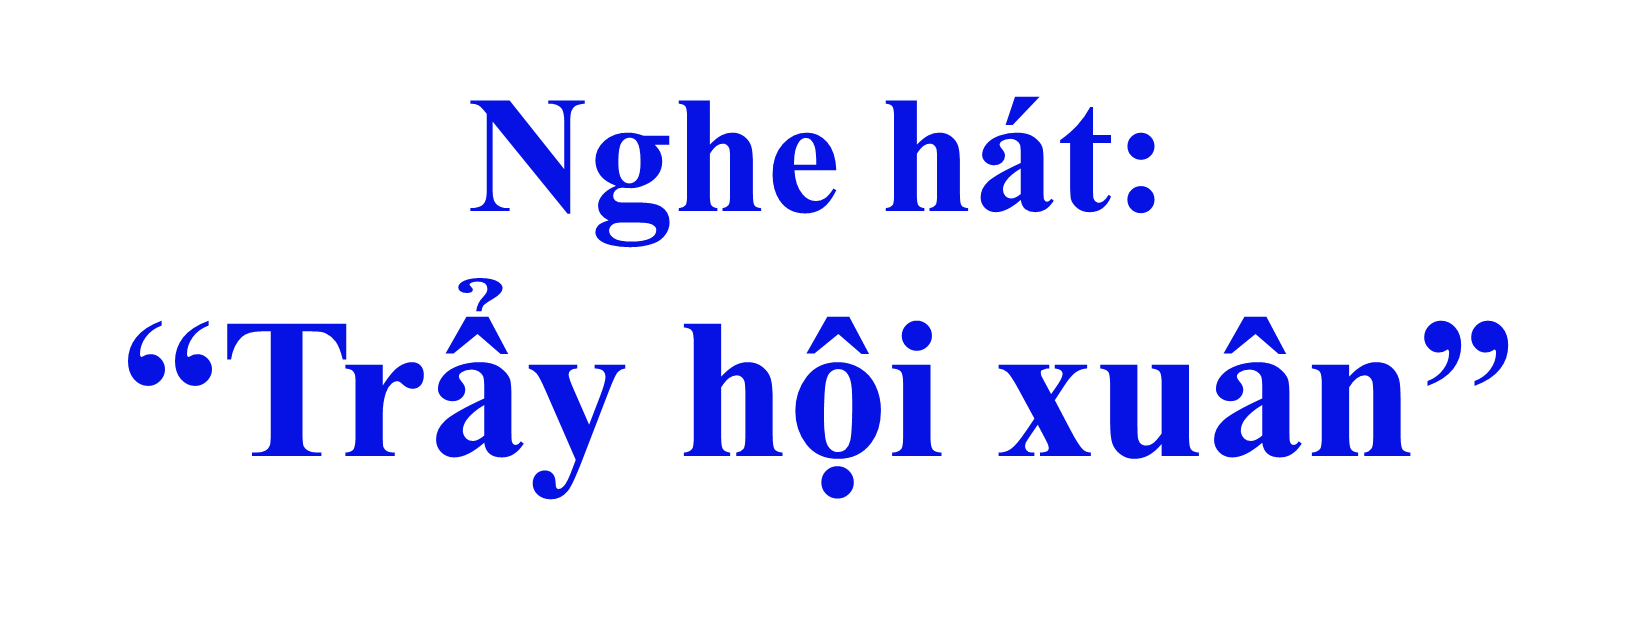 Nghe hát:
“Trẩy hội xuân”